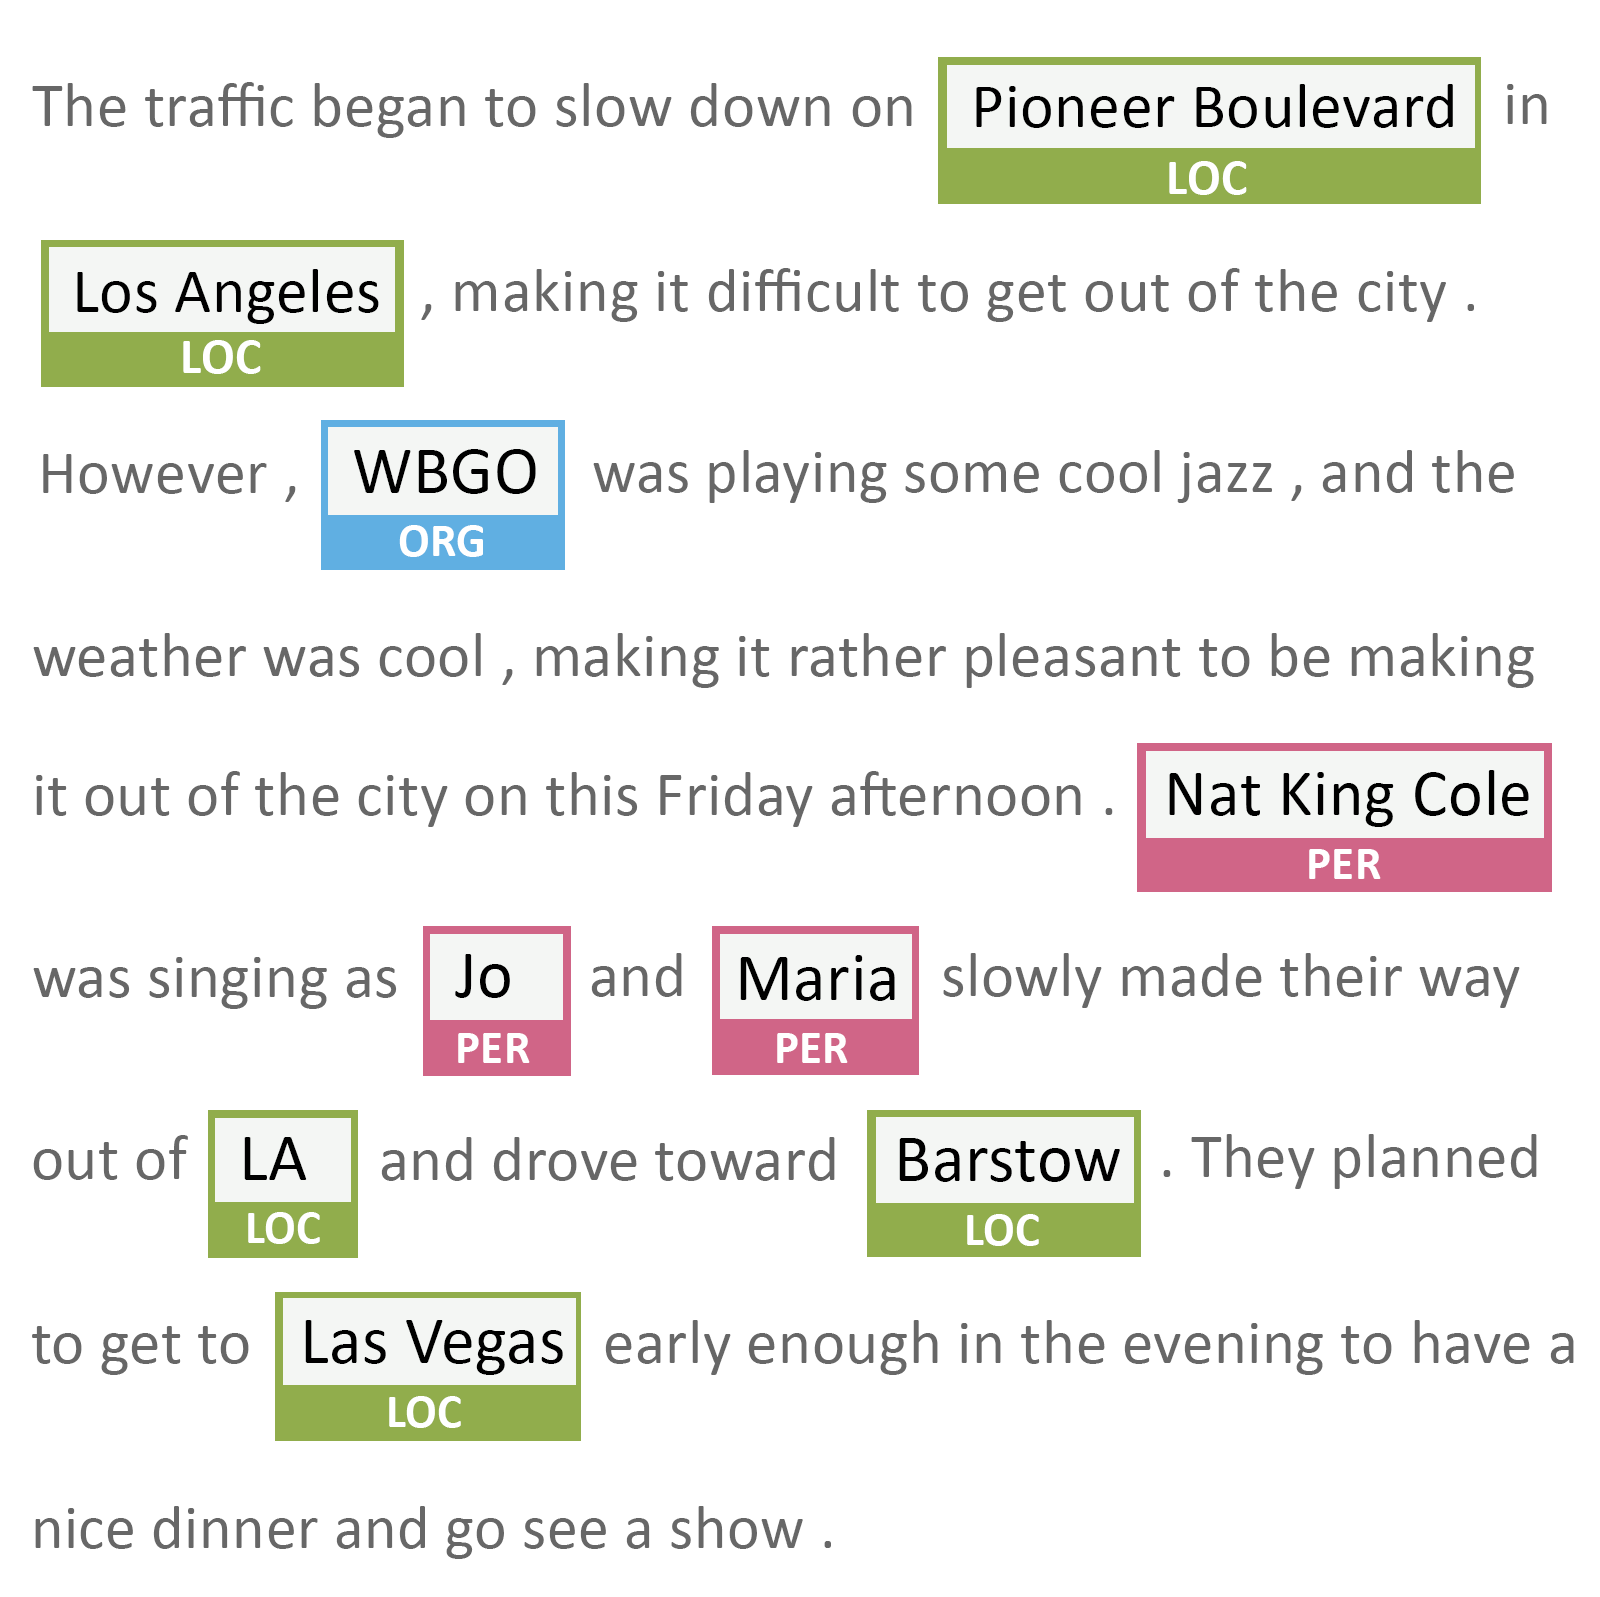 The traffic began to slow down on Pioneer Boulevard in
LOC
Los Angeles , making it difficult to get out of the city .
LOC
However , WBGO was playing some cool jazz , and the
ORG
weather was cool , making it rather pleasant to be making
it out of the city on this Friday afternoon . Nat King Cole
PER
was singing as Jo and Maria slowly made their way
PER PER
out of LA and drove toward Barstow . They planned
LOC LOC
to get to Las Vegas early enough in the evening to have a
LOC
nice dinner and go see a show .